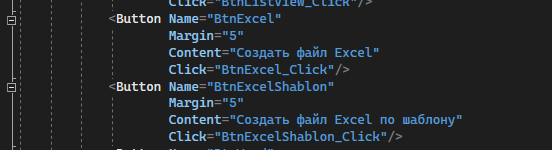 Click="BtnListView_Click"/>
<Button Name="BtnExcel"
Margin="5"
Content="Создать файл Excel"
Click="BtnExcel_Click"/>
<Button Name="BtnExcelShablon"
Margin="5"
Content="Создать файл Excel по шаблону"
Click="BtnExcelShablon_Click"/>